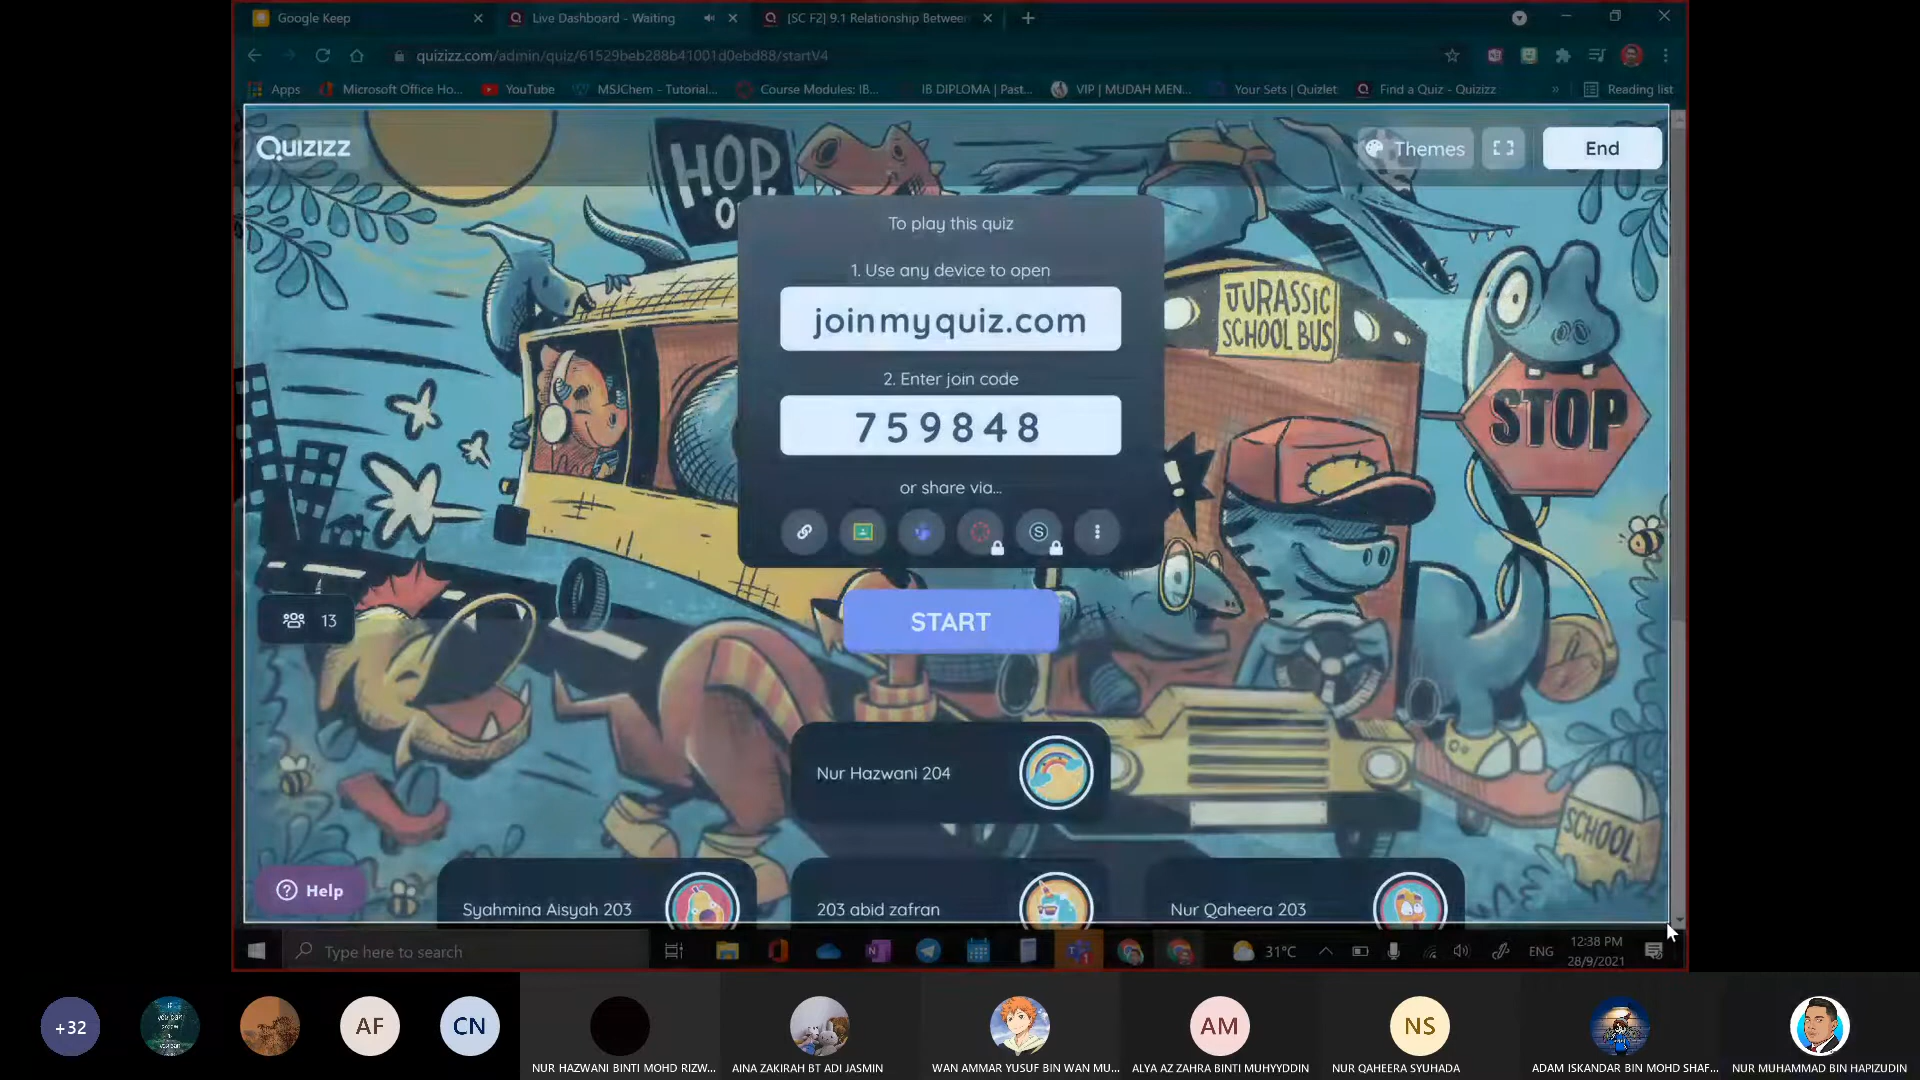 Google Keep
Live Dashboard - Waiting
[SC F2] 9.1 Relationship Between
quizizz.com/admin/quiz/61529beb288b41001d0ebd88/startV4
Apps
Microsoft Office Ho...
YouTube
MSJChem - Tutorial...
Course Modules: IB...
IB DIPLOMA | Past...
VIP | MUDAH MEN...
Your Sets | Quizlet
Find a Quiz - Quizizz
»
Reading list
Quizizz
HOP
Themes
End
To play this quiz
1. Use any device to open
joinmyquiz.com
2. Enter join code
759848
or share via...
JURASSIC
SCHOOL BUS
STOP
!
13
START
Nur Hazwani 204
SCHOOL
Help
Syahmina Aisyah 203
203 abid zafran
Nur Qaheera 203
Type here to search
31°C
ENG
12:38 PM
28/9/2021
+32
AF
CN
AM
NS
NUR HAZWANI BINTI MOHD RIZW...
AINA ZAKIRAH BT ADI JASMIN
WAN AMMAR YUSUF BIN WAN MU...
ALYA AZ ZAHRA BINTI MUHYYDDIN
NUR QAHEERA SYUHADA
ADAM ISKANDAR BIN MOHD SHAF...
NUR MUHAMMAD BIN HAPIZUDIN